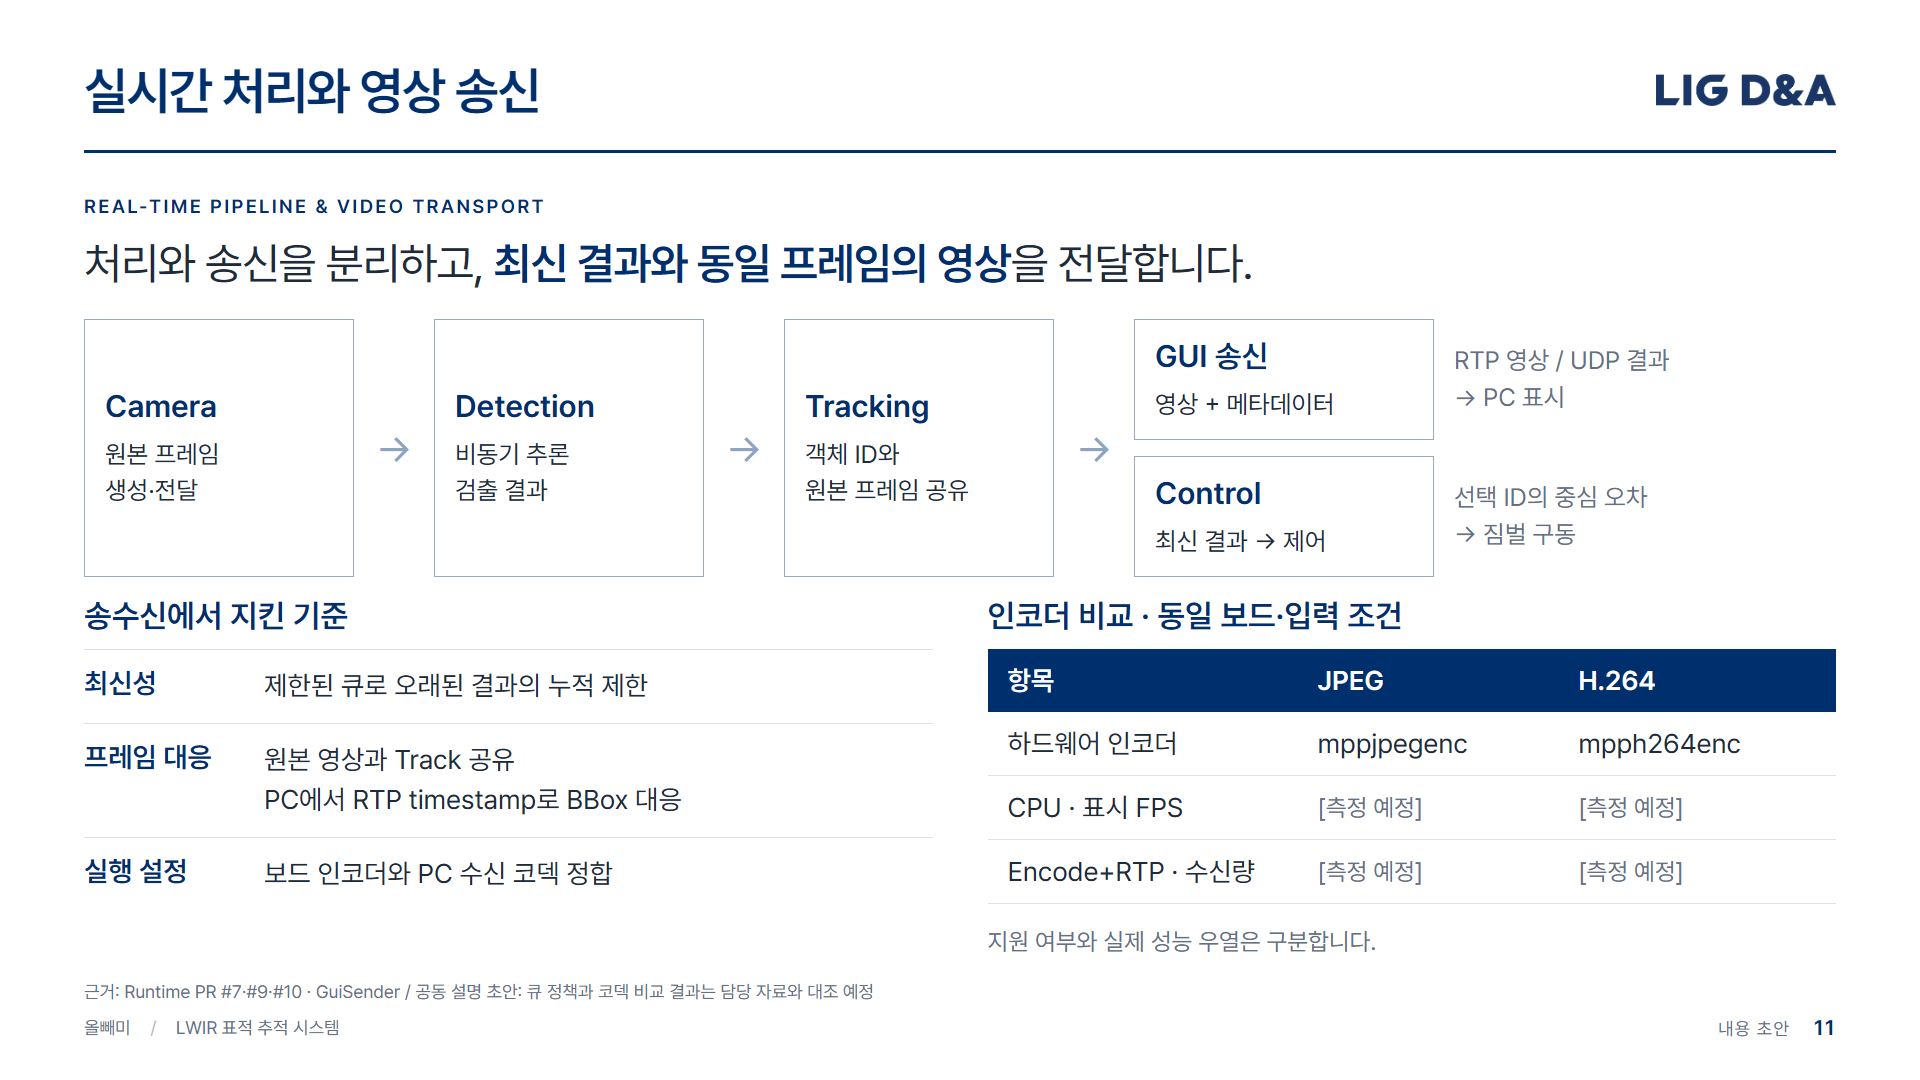 실시간 처리와 영상 송신
LIG D&A
REAL-TIME PIPELINE & VIDEO TRANSPORT
처리와 송신을 분리하고, 최신 결과와 동일 프레임의 영상을 전달합니다.
Camera
원본 프레임
생성·전달
→
Detection
비동기 추론
검출 결과
→
Tracking
객체 ID와
원본 프레임 공유
→
GUI 송신
영상 + 메타데이터
RTP 영상 / UDP 결과
→ PC 표시
Control
최신 결과 → 제어
선택 ID의 중심 오차
→ 짐벌 구동
송수신에서 지킨 기준
최신성 제한된 큐로 오래된 결과의 누적 제한
프레임 대응 원본 영상과 Track 공유
PC에서 RTP timestamp로 BBox 대응
실행 설정 보드 인코더와 PC 수신 코덱 정합
인코더 비교 · 동일 보드·입력 조건
항목 JPEG H.264
하드웨어 인코더 mppjpegenc mpph264enc
CPU · 표시 FPS [측정 예정] [측정 예정]
Encode+RTP · 수신량 [측정 예정] [측정 예정]
지원 여부와 실제 성능 우열은 구분합니다.
근거: Runtime PR #7·#9·#10 · GuiSender / 공동 설명 초안: 큐 정책과 코덱 비교 결과는 담당 자료와 대조 예정
올빼미 / LWIR 표적 추적 시스템
내용 초안 11